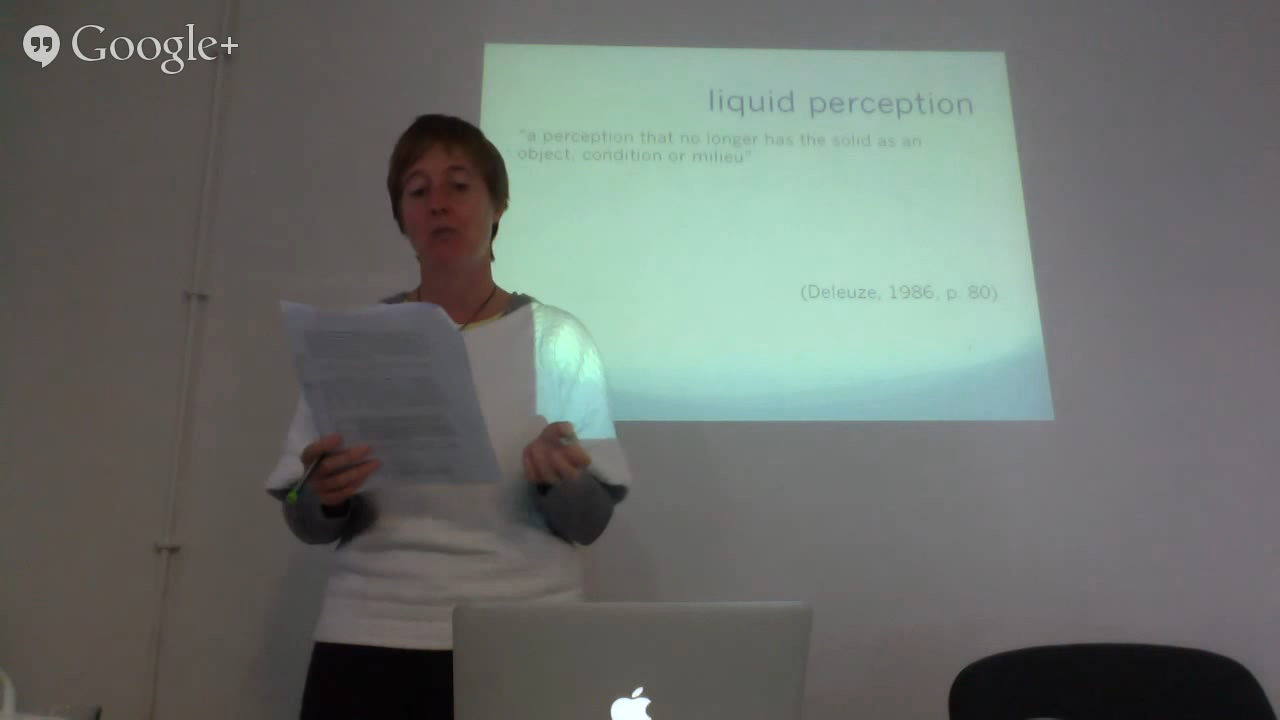 Google+
liquid perception
"a perception that no longer has the solid as an
object, condition or milieu"
(Deleuze, 1986, p. 80)